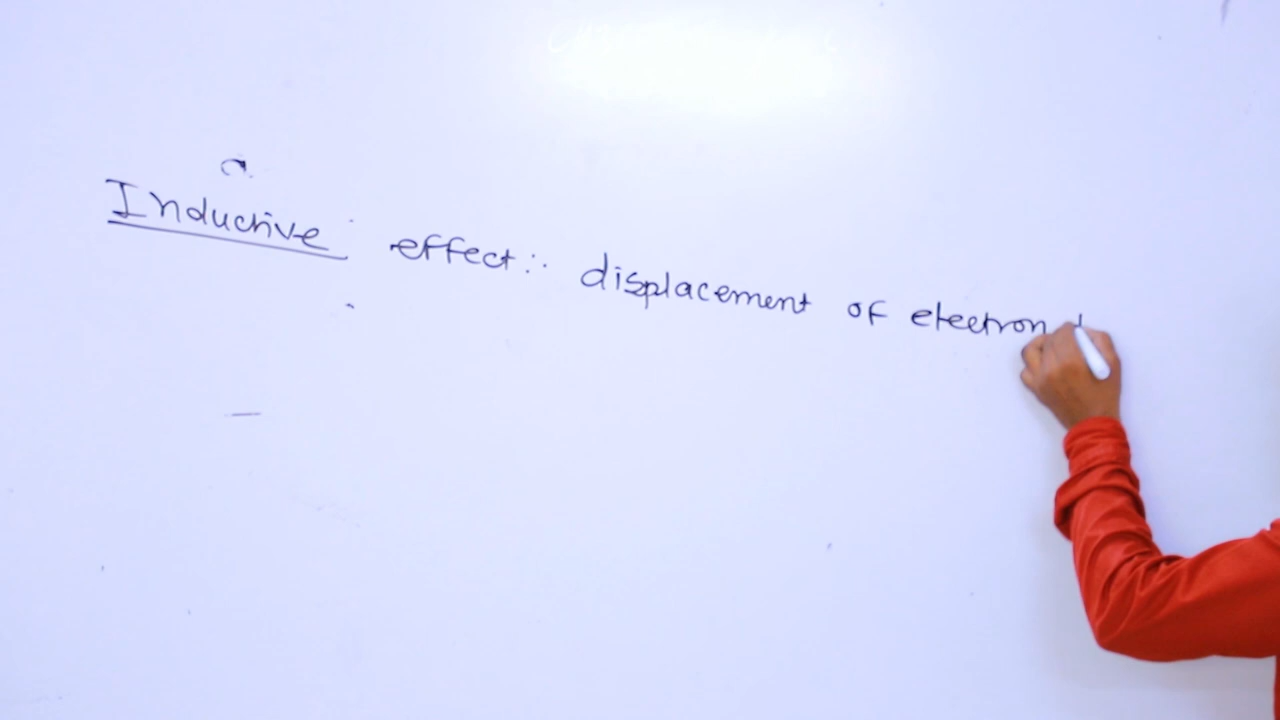 Inductive effect :- displacement of electron